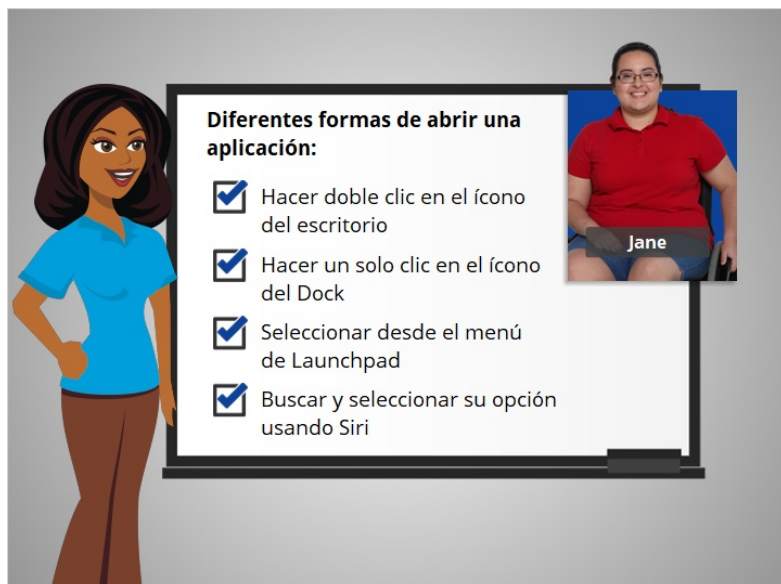 Diferentes formas de abrir una
aplicación:
Hacer doble clic en el ícono
del escritorio
Hacer un solo clic en el ícono
del Dock
Seleccionar desde el menú
de Launchpad
Buscar y seleccionar su opción
usando Siri
Jane